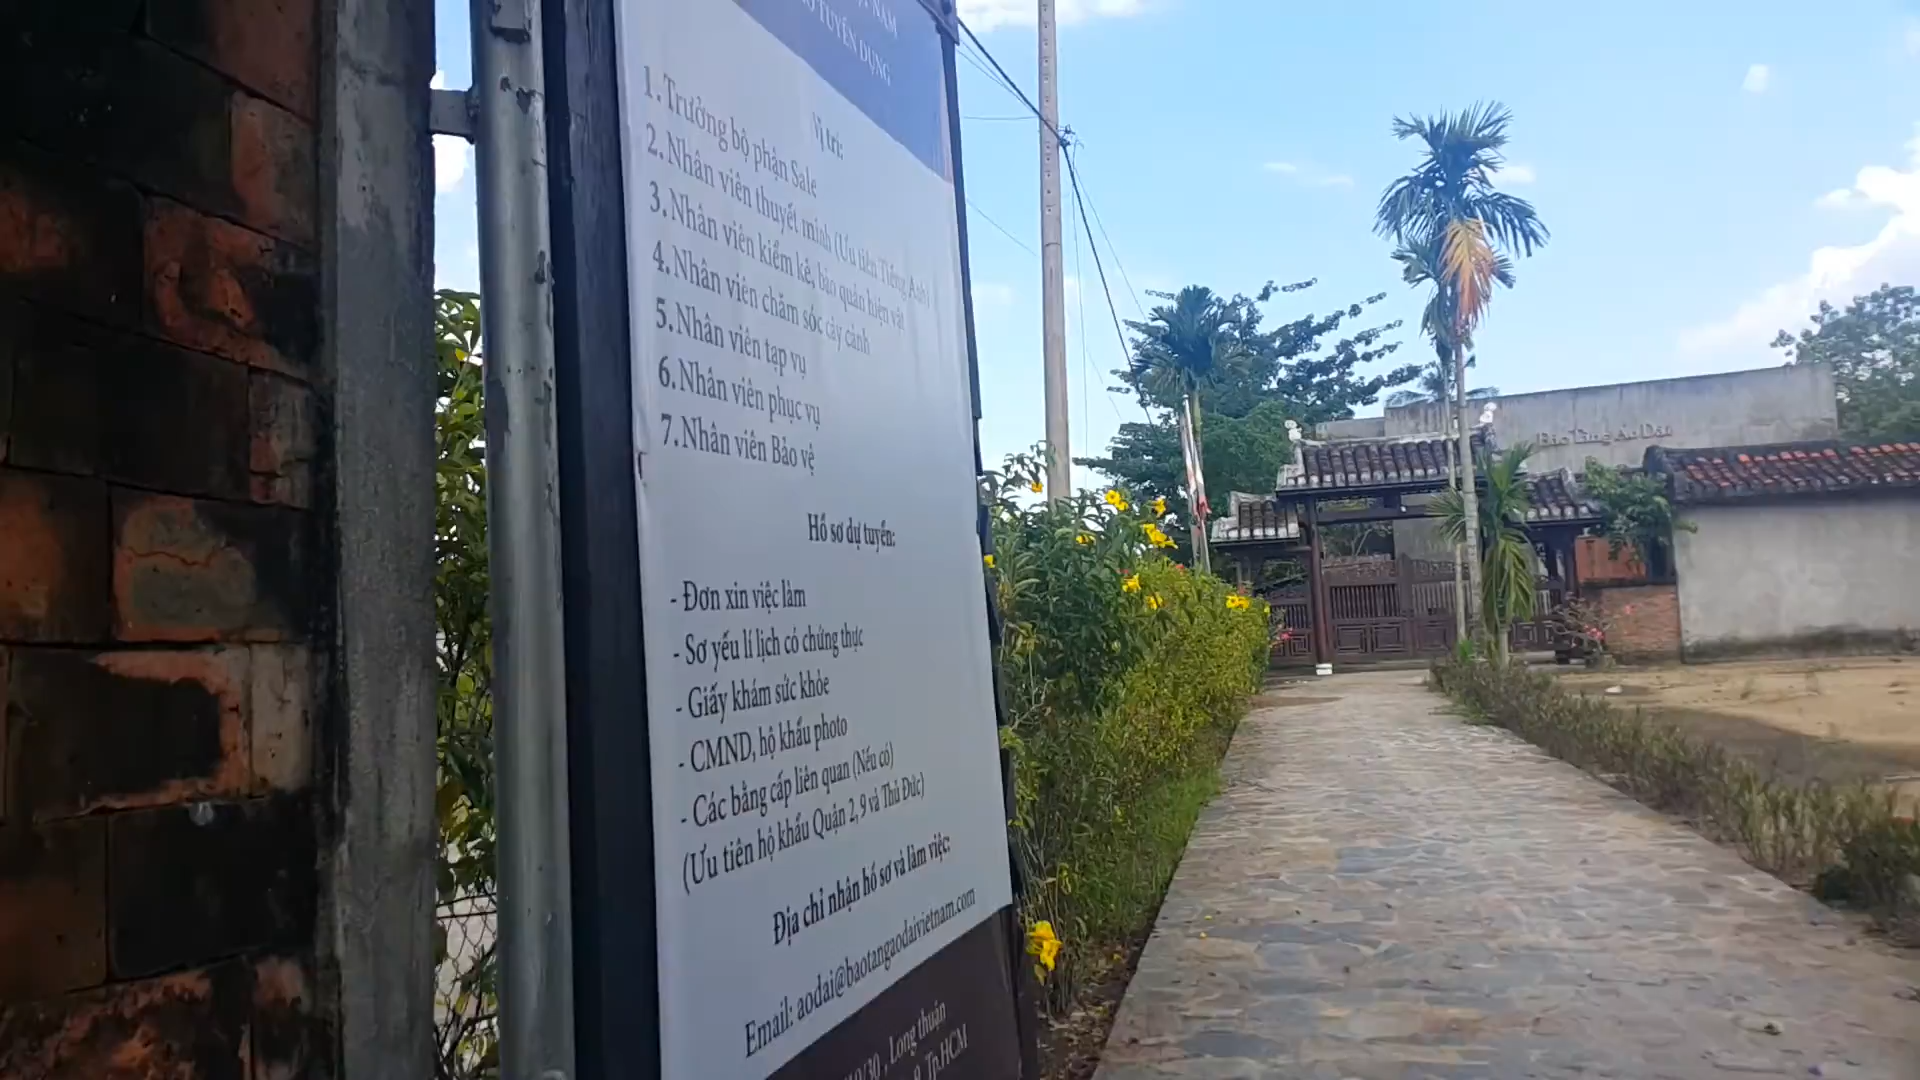 NAM
TUYỂN DỤNG
Vị trí:
1. Trưởng bộ phận Sale
2. Nhân viên thuyết minh (Ưu tiên Tiếng Anh)
3. Nhân viên kiểm kê, bảo quản hiện vật
4. Nhân viên chăm sóc cây cảnh
5. Nhân viên tạp vụ
6. Nhân viên phục vụ
7. Nhân viên Bảo vệ
Hồ sơ dự tuyển:
- Đơn xin việc làm
- Sơ yếu lí lịch có chứng thực
- Giấy khám sức khỏe
- CMND, hộ khẩu photo
- Các bằng cấp liên quan (Nếu có)
(Ưu tiên hộ khẩu Quận 2, 9 và Thủ Đức)
Địa chỉ nhận hồ sơ và làm việc:
Email: aodai@baotangaodaivietnam.com
/30 , Long thuận
9, Tp.HCM
Bảo Tàng Áo Dài